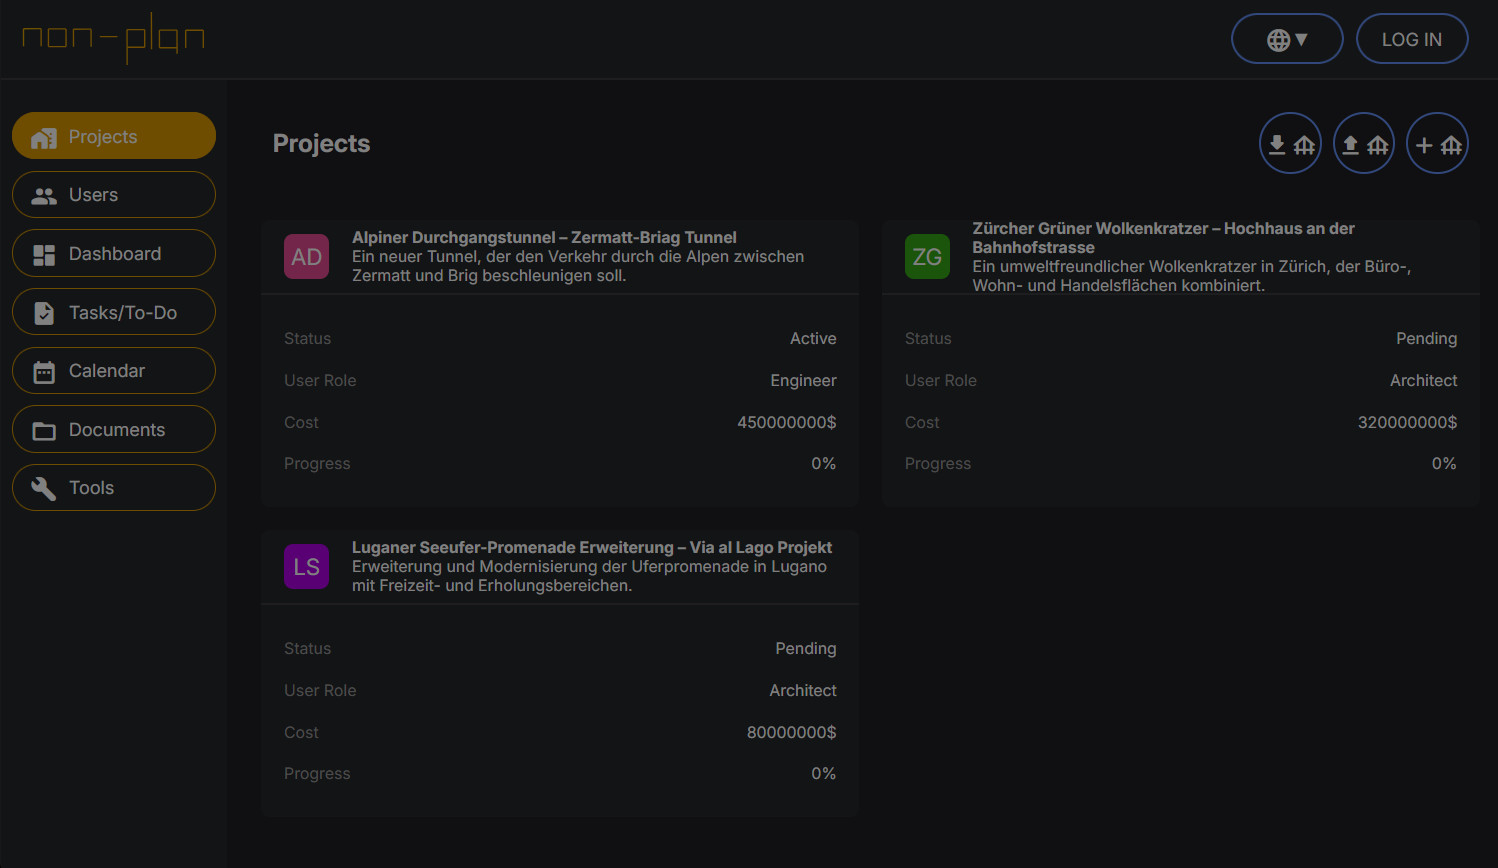 non-plan
LOG IN
Projects
Users
Dashboard
Tasks/To-Do
Calendar
Documents
Tools
Projects
AD
Alpiner Durchgangstunnel – Zermatt-Briag Tunnel
Ein neuer Tunnel, der den Verkehr durch die Alpen zwischen
Zermatt und Brig beschleunigen soll.
Status Active
User Role Engineer
Cost 450000000$
Progress 0%
ZG
Zürcher Grüner Wolkenkratzer – Hochhaus an der
Bahnhofstrasse
Ein umweltfreundlicher Wolkenkratzer in Zürich, der Büro-,
Wohn- und Handelsflächen kombiniert.
Status Pending
User Role Architect
Cost 320000000$
Progress 0%
LS
Luganer Seeufer-Promenade Erweiterung – Via al Lago Projekt
Erweiterung und Modernisierung der Uferpromenade in Lugano
mit Freizeit- und Erholungsbereichen.
Status Pending
User Role Architect
Cost 80000000$
Progress 0%